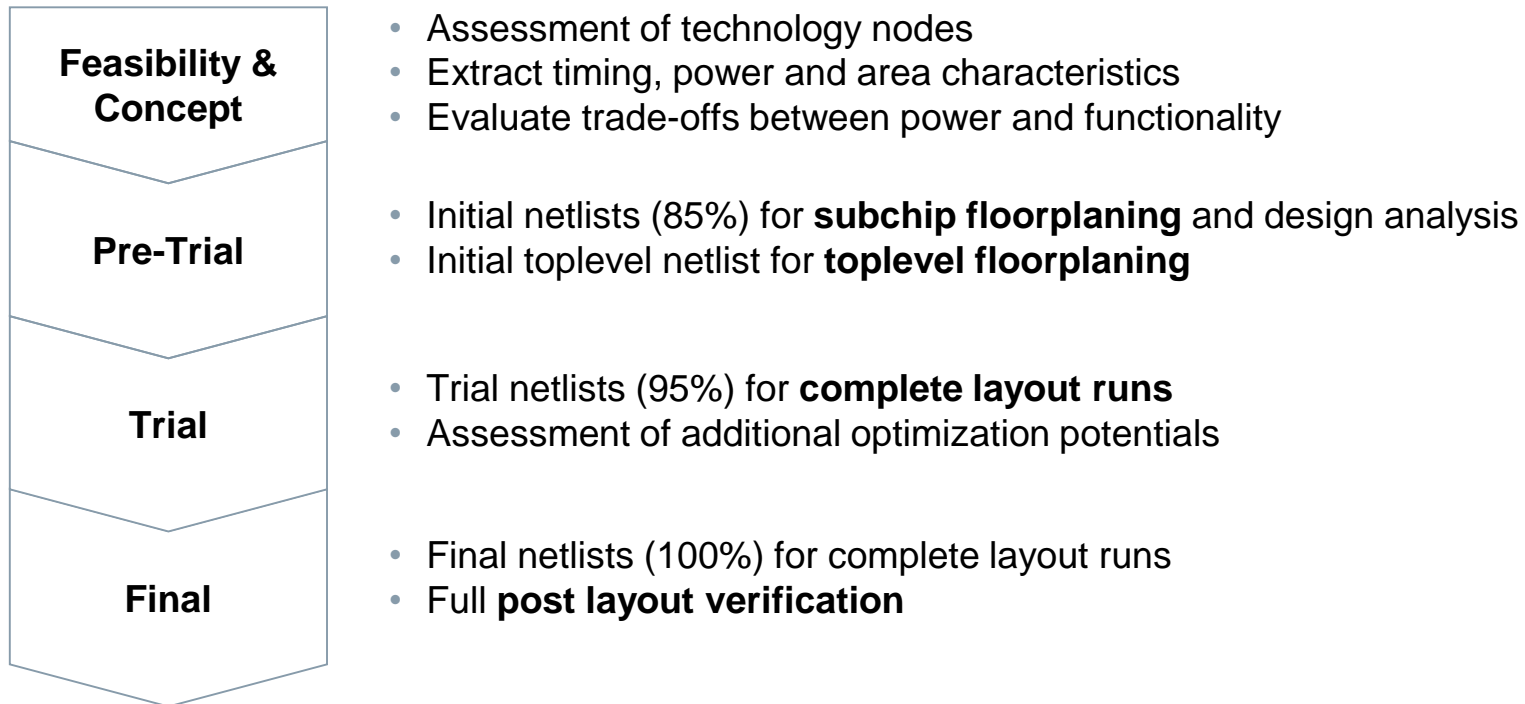 Feasibility &
Concept
• Assessment of technology nodes
• Extract timing, power and area characteristics
• Evaluate trade-offs between power and functionality
Pre-Trial
• Initial netlists (85%) for subchip floorplaning and design analysis
• Initial toplevel netlist for toplevel floorplaning
Trial
• Trial netlists (95%) for complete layout runs
• Assessment of additional optimization potentials
Final
• Final netlists (100%) for complete layout runs
• Full post layout verification